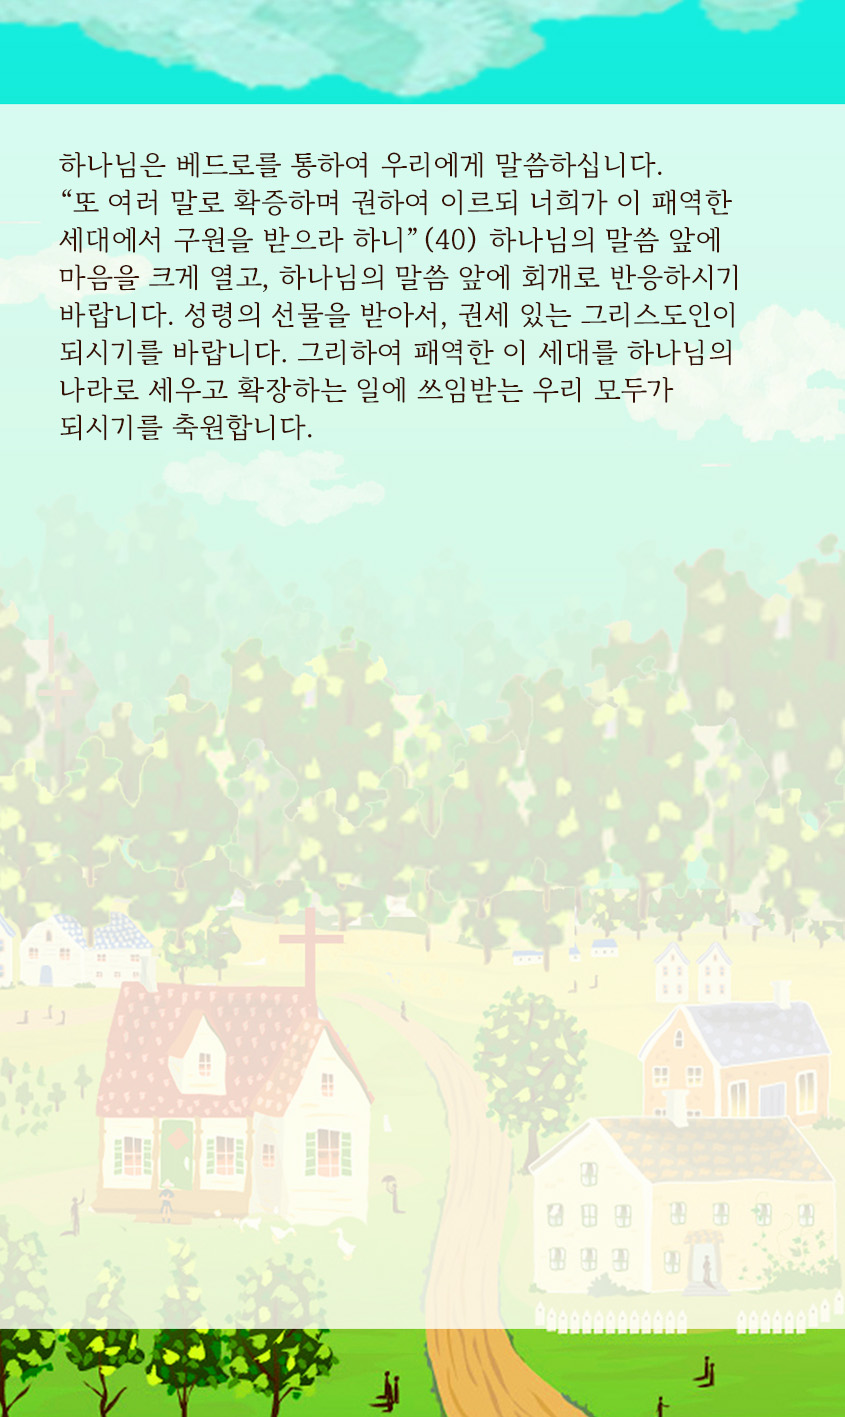 하나님은 베드로를 통하여 우리에게 말씀하십니다.
“또 여러 말로 확증하며 권하여 이르되 너희가 이 패역한
세대에서 구원을 받으라 하니”(40) 하나님의 말씀 앞에
마음을 크게 열고, 하나님의 말씀 앞에 회개로 반응하시기
바랍니다. 성령의 선물을 받아서, 권세 있는 그리스도인이
되시기를 바랍니다. 그리하여 패역한 이 세대를 하나님의
나라로 세우고 확장하는 일에 쓰임받는 우리 모두가
되시기를 축원합니다.